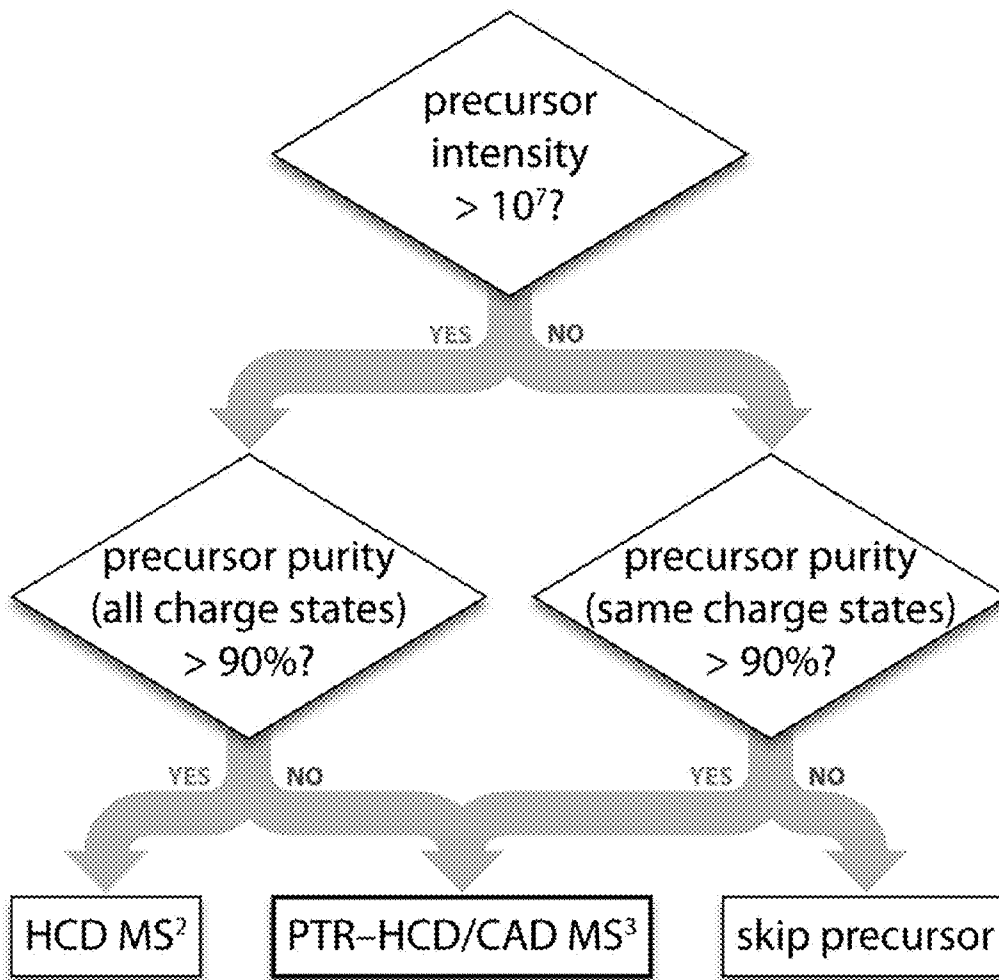 precursor
intensity
> 10⁷?
YES NO
precursor purity
(all charge states)
> 90%?
precursor purity
(same charge states)
> 90%?
YES NO
YES NO
HCD MS²
PTR–HCD/CAD MS³
skip precursor